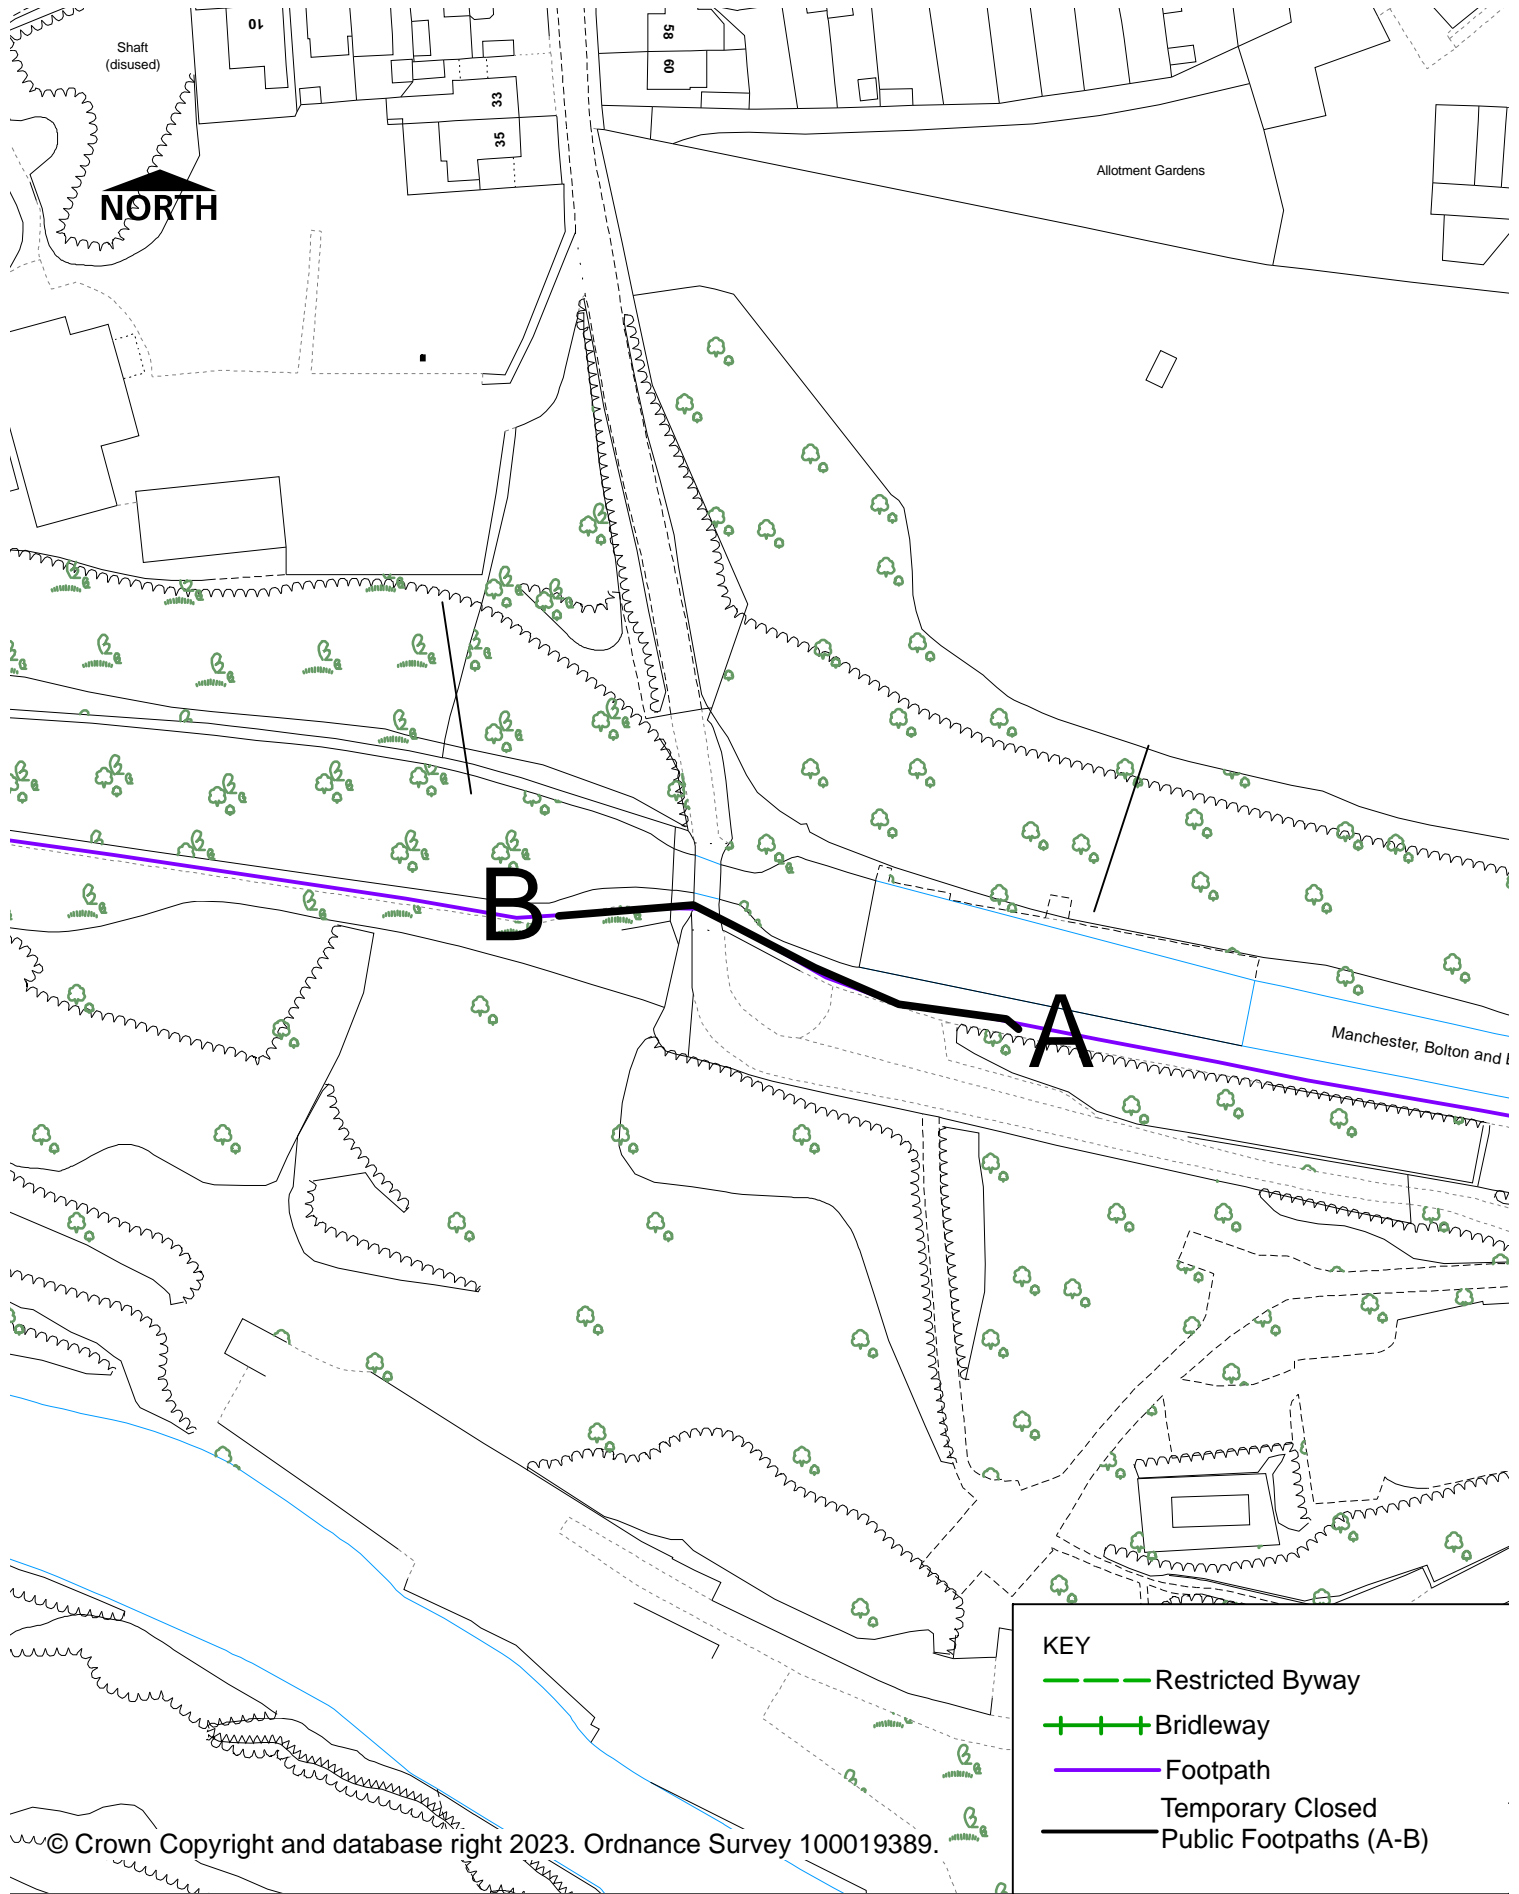 Shaft
(disused)
10
33
35
58
60
Allotment Gardens
NORTH
B
A
Manchester, Bolton and
KEY
Restricted Byway
Bridleway
Footpath
Temporary Closed
Public Footpaths (A-B)
© Crown Copyright and database right 2023. Ordnance Survey 100019389.